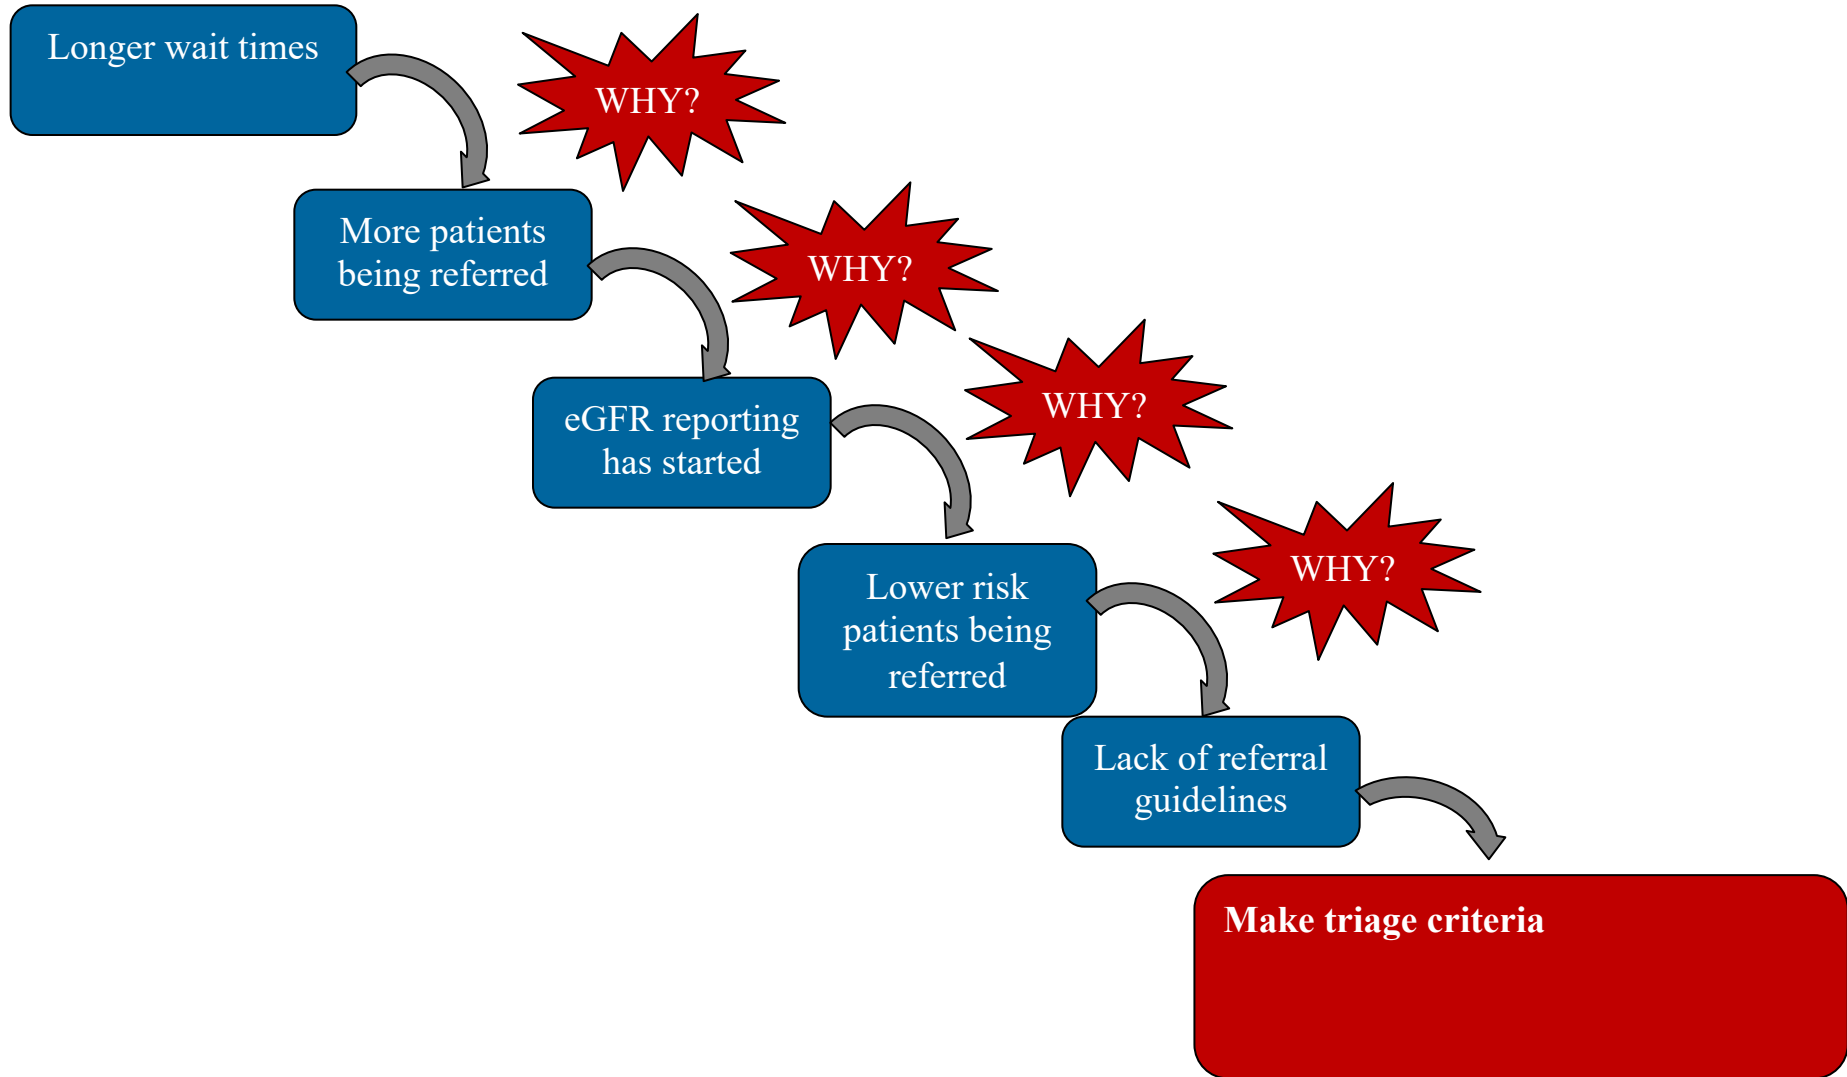 Longer wait times
WHY?
More patients
being referred
WHY?
eGFR reporting
has started
WHY?
Lower risk
patients being
referred
WHY?
Lack of referral
guidelines
Make triage criteria